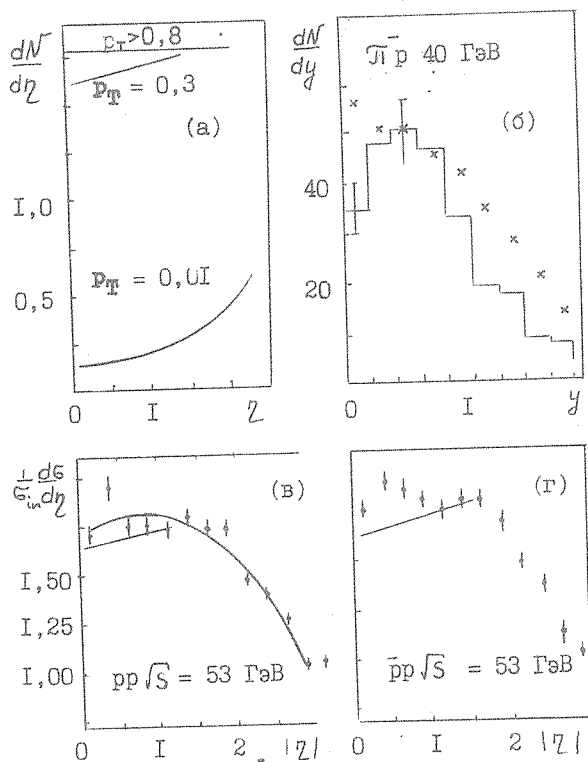 dN
dη
p_T>0,8
p_T = 0,3
(а)
I,0
0,5
p_T = 0,0I
0 I η
dN
dy
π⁻p 40 ГэВ
(б)
40
20
0 I y
1/σ_in dσ/dη
(в)
I,50
I,25
I,00
pp √s = 53 ГэВ
0 I 2 |η|
(г)
p̄p √s = 53 ГэВ
0 I 2 |η|